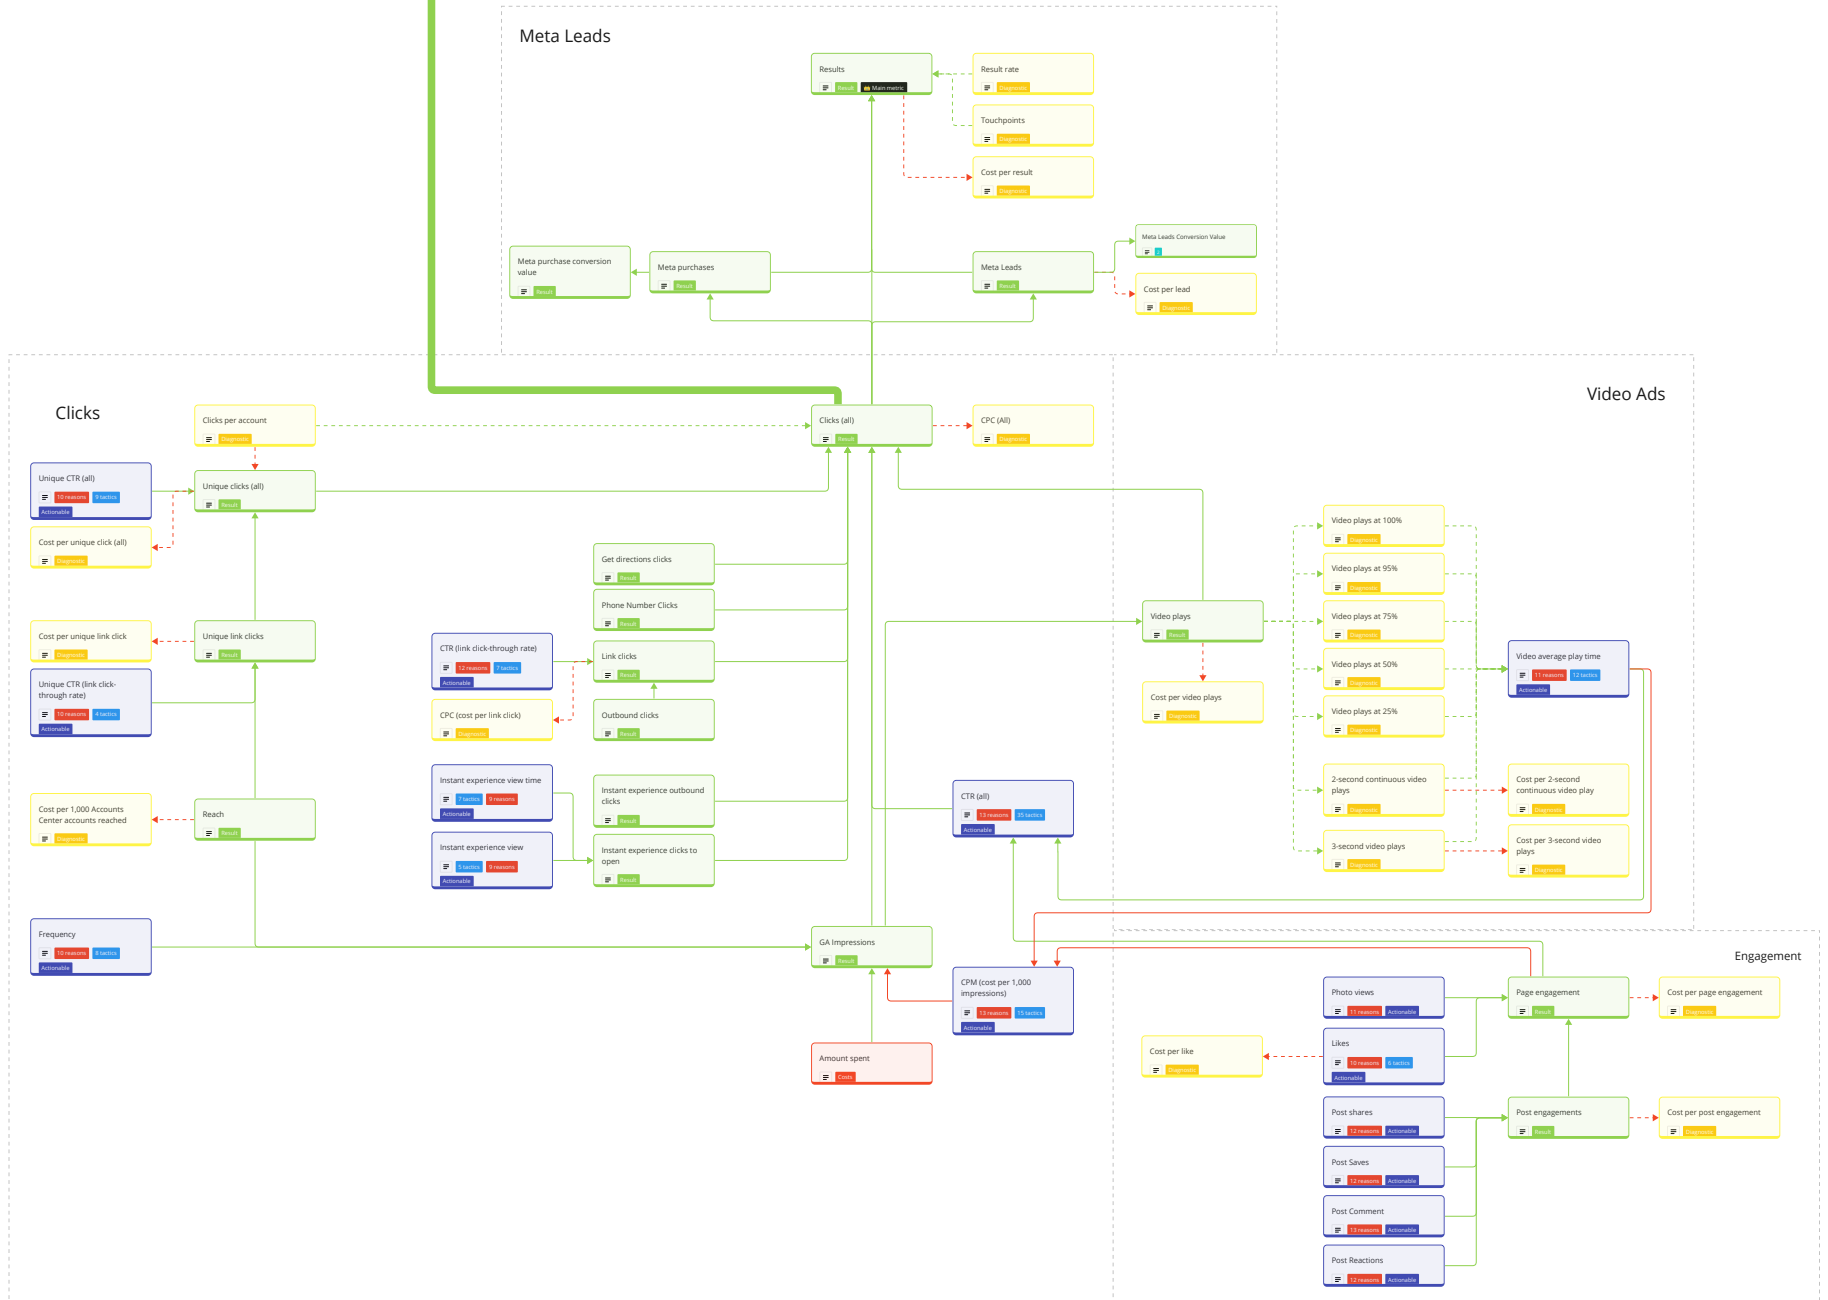 Meta Leads
Results
Result
Main metric
Result rate
Diagnostic
Touchpoints
Diagnostic
Cost per result
Diagnostic
Meta purchase conversion
value
Result
Meta purchases
Result
Meta Leads
Result
Meta Leads Conversion Value
Cost per lead
Diagnostic
Clicks
Clicks per account
Diagnostic
Clicks (all)
Result
CPC (All)
Diagnostic
Unique CTR (all)
10 reasons 9 tactics
Actionable
Unique clicks (all)
Result
Cost per unique click (all)
Diagnostic
Get directions clicks
Result
Phone Number Clicks
Result
Cost per unique link click
Diagnostic
Unique link clicks
Result
CTR (link click-through rate)
12 reasons 7 tactics
Actionable
Link clicks
Result
Unique CTR (link click-
through rate)
10 reasons 4 tactics
Actionable
CPC (cost per link click)
Diagnostic
Outbound clicks
Result
Instant experience view time
7 tactics 9 reasons
Actionable
Instant experience outbound
clicks
Result
Cost per 1,000 Accounts
Center accounts reached
Diagnostic
Reach
Result
Instant experience view
5 tactics 9 reasons
Actionable
Instant experience clicks to
open
Result
CTR (all)
13 reasons 35 tactics
Actionable
Frequency
10 reasons 8 tactics
Actionable
GA Impressions
Result
CPM (cost per 1,000
impressions)
13 reasons 15 tactics
Actionable
Amount spent
Costs
Video Ads
Video plays
Result
Cost per video plays
Diagnostic
Video plays at 100%
Diagnostic
Video plays at 95%
Diagnostic
Video plays at 75%
Diagnostic
Video plays at 50%
Diagnostic
Video plays at 25%
Diagnostic
Video average play time
11 reasons 12 tactics
Actionable
2-second continuous video
plays
Diagnostic
Cost per 2-second
continuous video play
Diagnostic
3-second video plays
Diagnostic
Cost per 3-second video
plays
Diagnostic
Engagement
Photo views
11 reasons Actionable
Page engagement
Result
Cost per page engagement
Diagnostic
Cost per like
Diagnostic
Likes
10 reasons 6 tactics
Actionable
Post shares
12 reasons Actionable
Post engagements
Result
Cost per post engagement
Diagnostic
Post Saves
12 reasons Actionable
Post Comment
13 reasons Actionable
Post Reactions
12 reasons Actionable